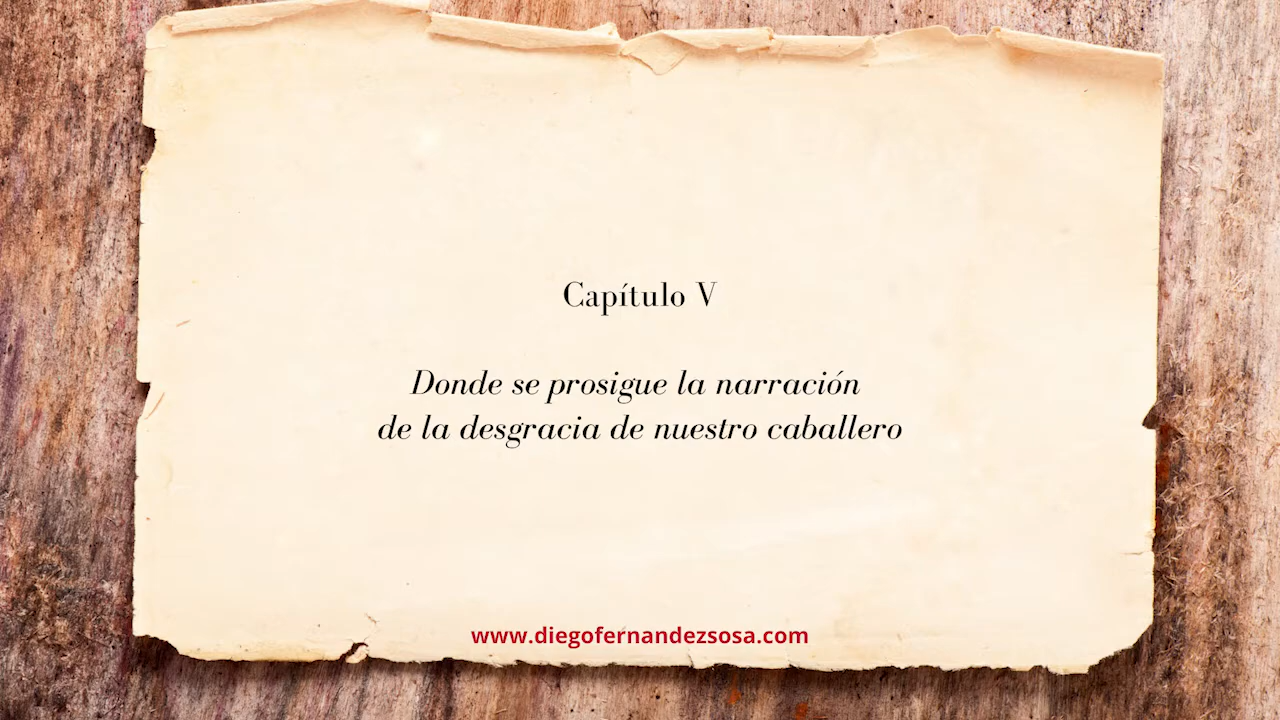 Capítulo V
Donde se prosigue la narración
de la desgracia de nuestro caballero
www.diegofernandezsosa.com